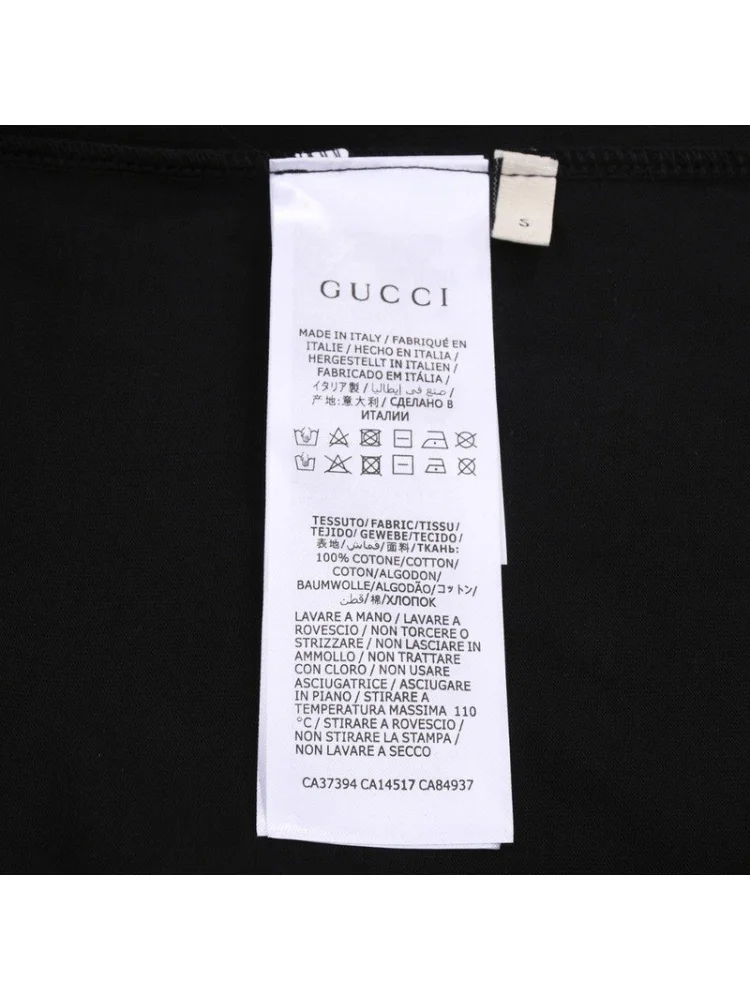 S
GUCCI
MADE IN ITALY / FABRIQUÉ EN
ITALIE / HECHO EN ITALIA /
HERGESTELLT IN ITALIEN /
FABRICADO EM ITÁLIA /
イタリア製 / صنع في إيطاليا /
产地:意大利 / СДЕЛАНО В
ИТАЛИИ
TESSUTO/FABRIC/TISSU/
TEJIDO/GEWEBE/TECIDO/
表地/قماش/面料/ТКАНЬ:
100% COTONE/COTTON/
COTON/ALGODON/
BAUMWOLLE/ALGODÃO/コットン/
قطن/棉/ХЛОПОК
LAVARE A MANO / LAVARE A
ROVESCIO / NON TORCERE O
STRIZZARE / NON LASCIARE IN
AMMOLLO / NON TRATTARE
CON CLORO / NON USARE
ASCIUGATRICE / ASCIUGARE
IN PIANO / STIRARE A
TEMPERATURA MASSIMA 110
°C / STIRARE A ROVESCIO /
NON STIRARE LA STAMPA /
NON LAVARE A SECCO
CA37394 CA14517 CA84937